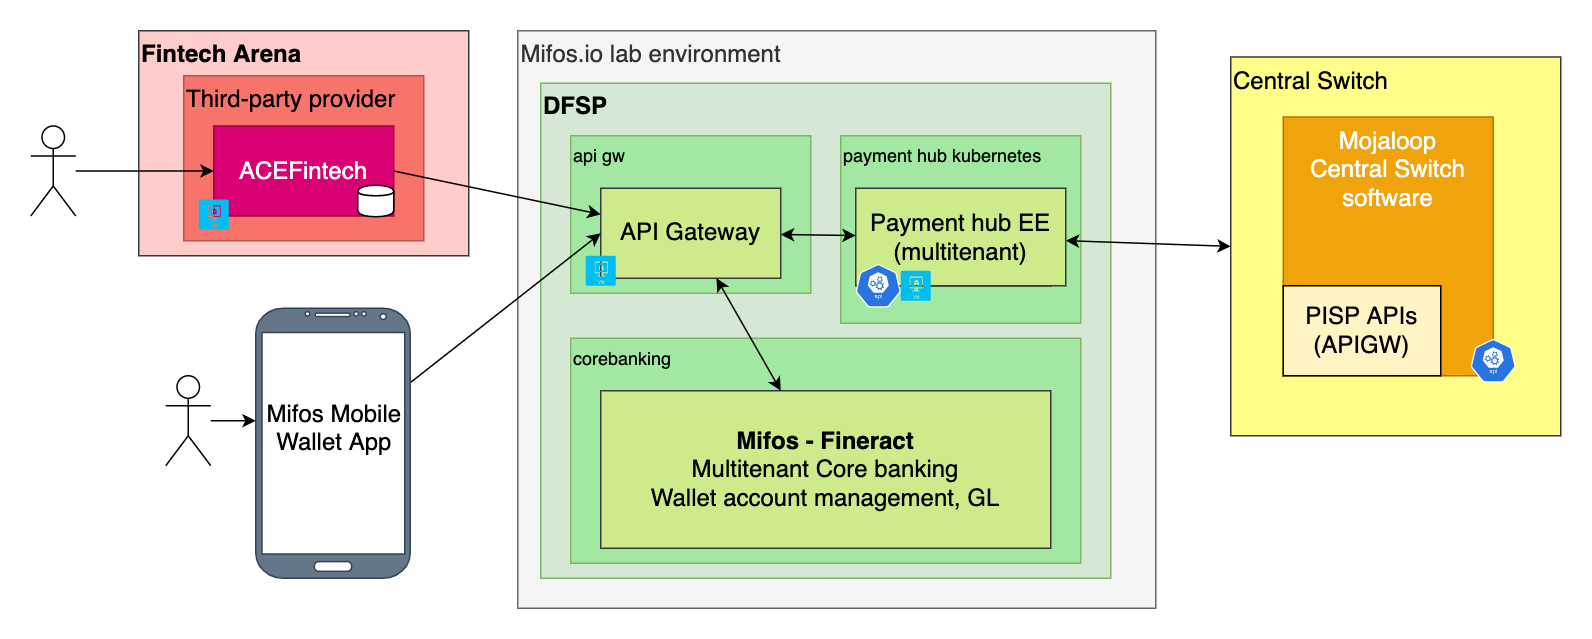 Fintech Arena
Third-party provider
ACEFintech
Mifos Mobile
Wallet App
Mifos.io lab environment
DFSP
api gw
API Gateway
payment hub kubernetes
Payment hub EE
(multitenant)
api
corebanking
Mifos - Fineract
Multitenant Core banking
Wallet account management, GL
Central Switch
Mojaloop
Central Switch
software
PISP APIs
(APIGW)
api